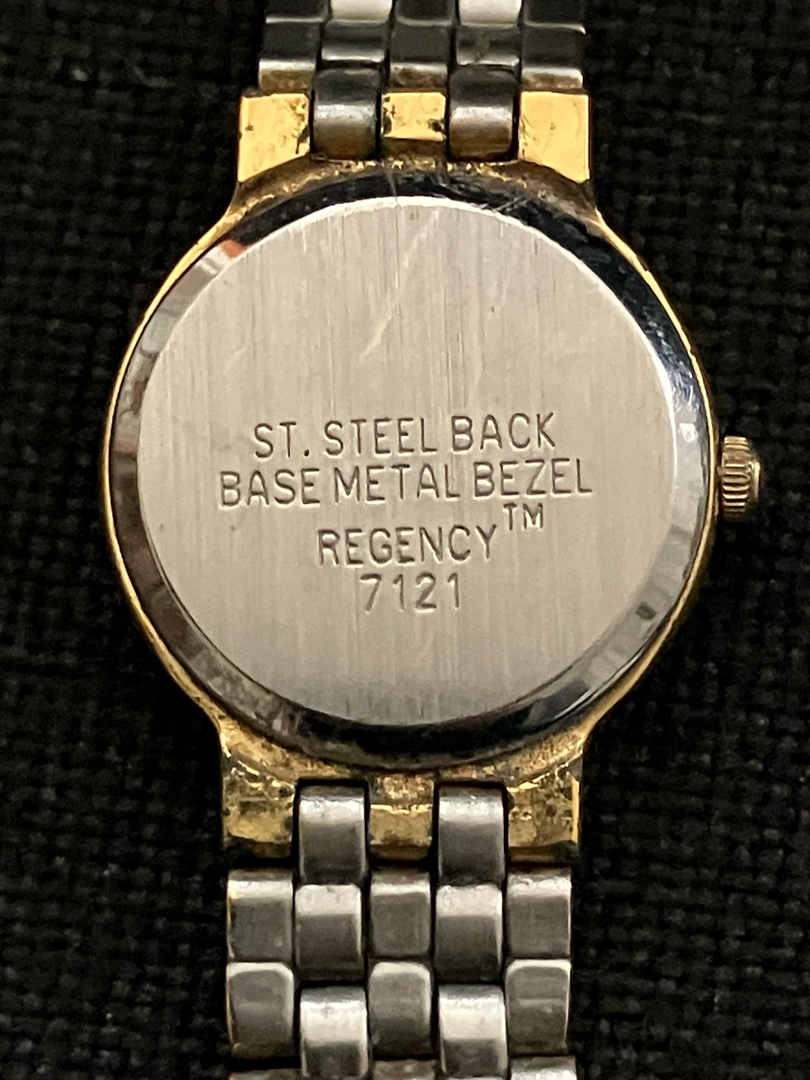 ST. STEEL BACK
BASE METAL BEZEL
REGENCY™
7121